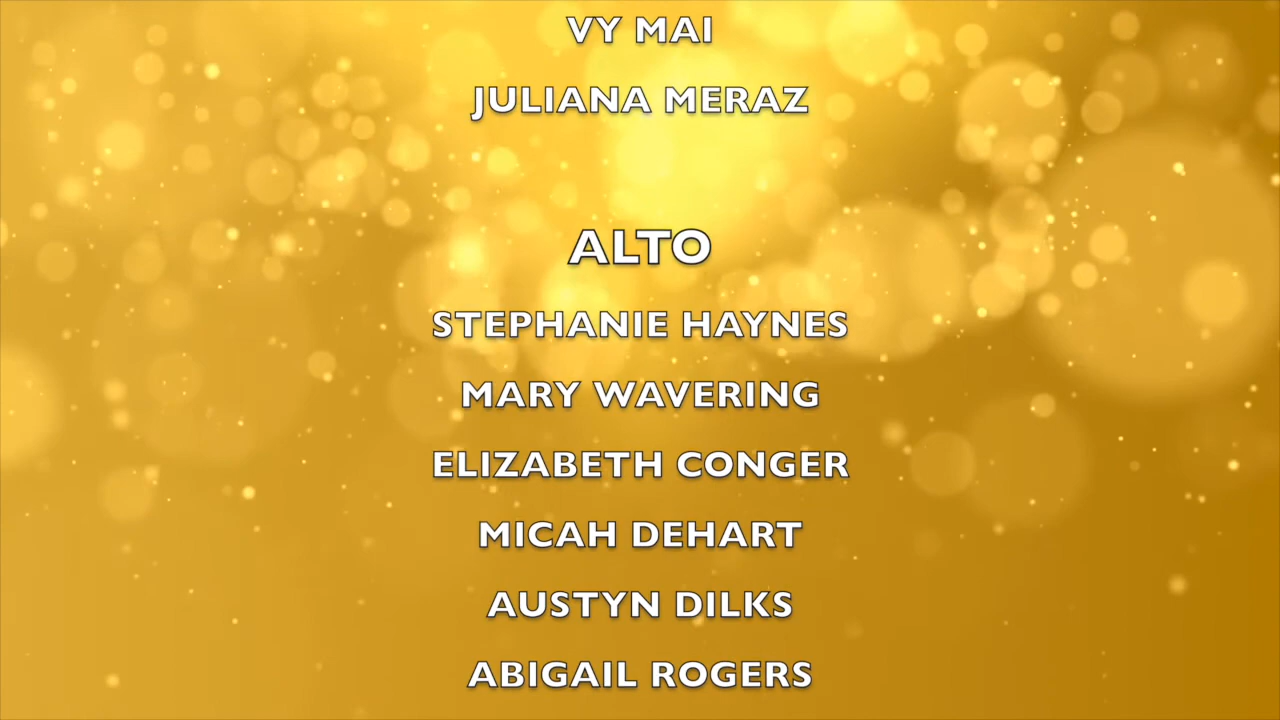 VY MAI
JULIANA MERAZ
ALTO
STEPHANIE HAYNES
MARY WAVERING
ELIZABETH CONGER
MICAH DEHART
AUSTYN DILKS
ABIGAIL ROGERS